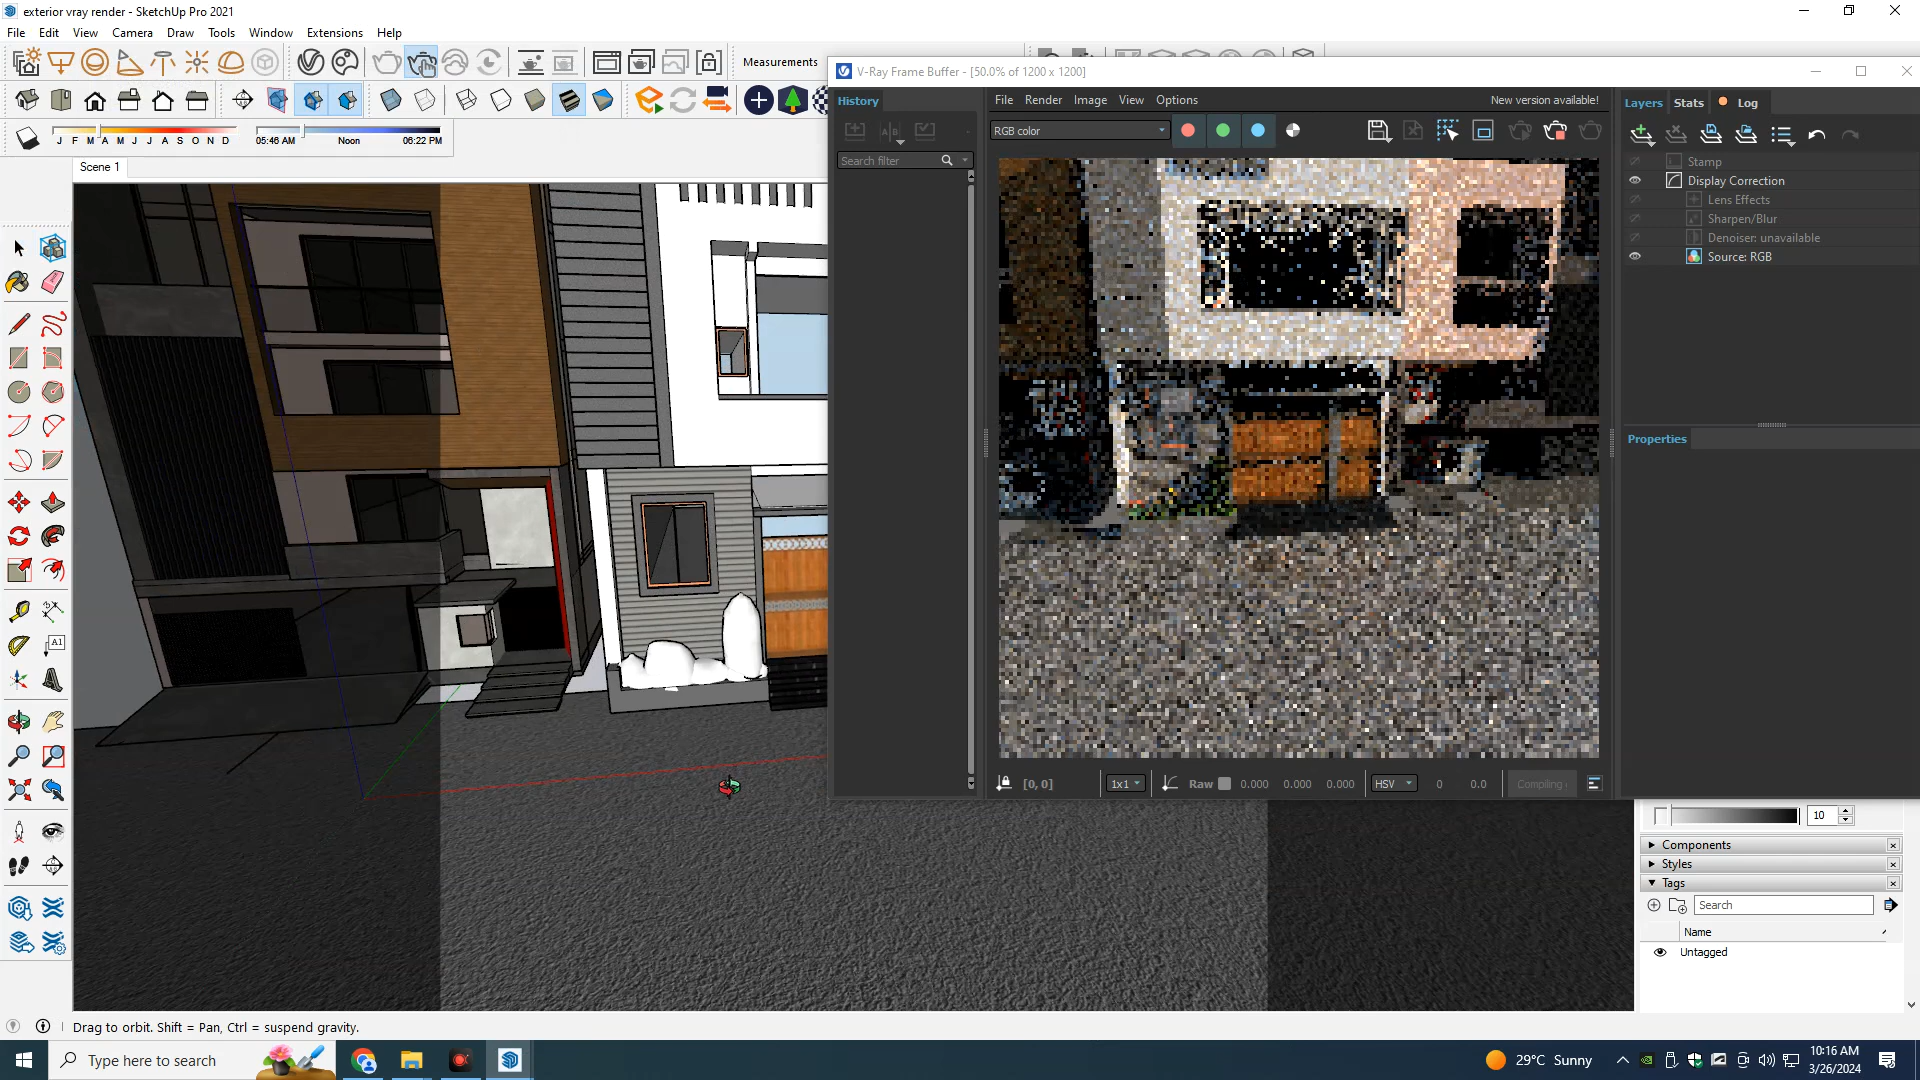 exterior vray render - SketchUp Pro 2021
File Edit View Camera Draw Tools Window Extensions Help
Measurements
V-Ray Frame Buffer - [50.0% of 1200 x 1200]
History
File Render Image View Options
New version available!
Layers Stats Log
RGB color
Search filter
J F M A M J J A S O N D
05:46 AM Noon 06:22 PM
Scene 1
Stamp
Display Correction
Lens Effects
Sharpen/Blur
Denoiser: unavailable
Source: RGB
Properties
A1
[0, 0]
1x1
Raw
0.000 0.000 0.000
HSV
0 0.0
Compiling
10
Components
Styles
Tags
Search
Name
Untagged
Drag to orbit. Shift = Pan, Ctrl = suspend gravity.
Type here to search
29°C Sunny
10:16 AM
3/26/2024